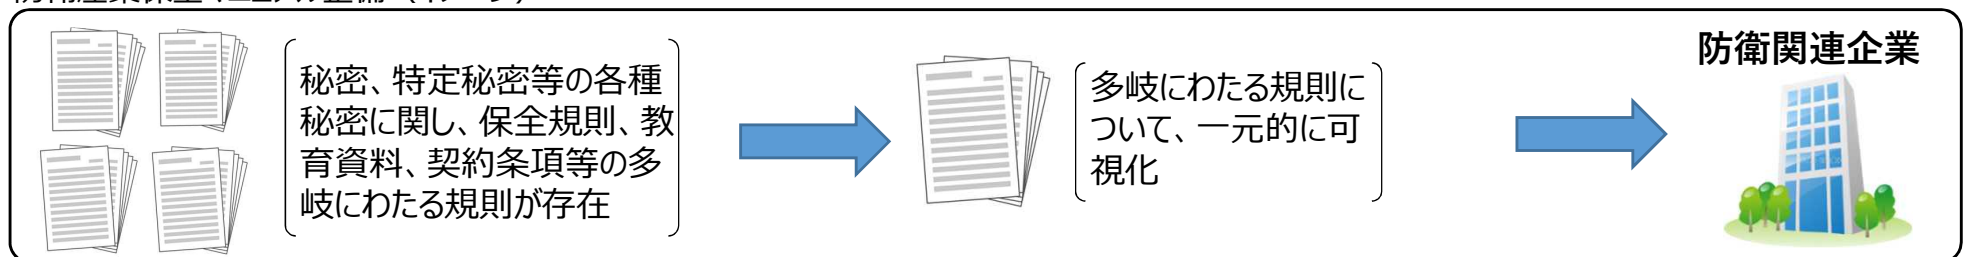 秘密、特定秘密等の各種
秘密に関し、保全規則、教
育資料、契約条項等の多
岐にわたる規則が存在
多岐にわたる規則に
ついて、一元的に可
視化
防衛関連企業